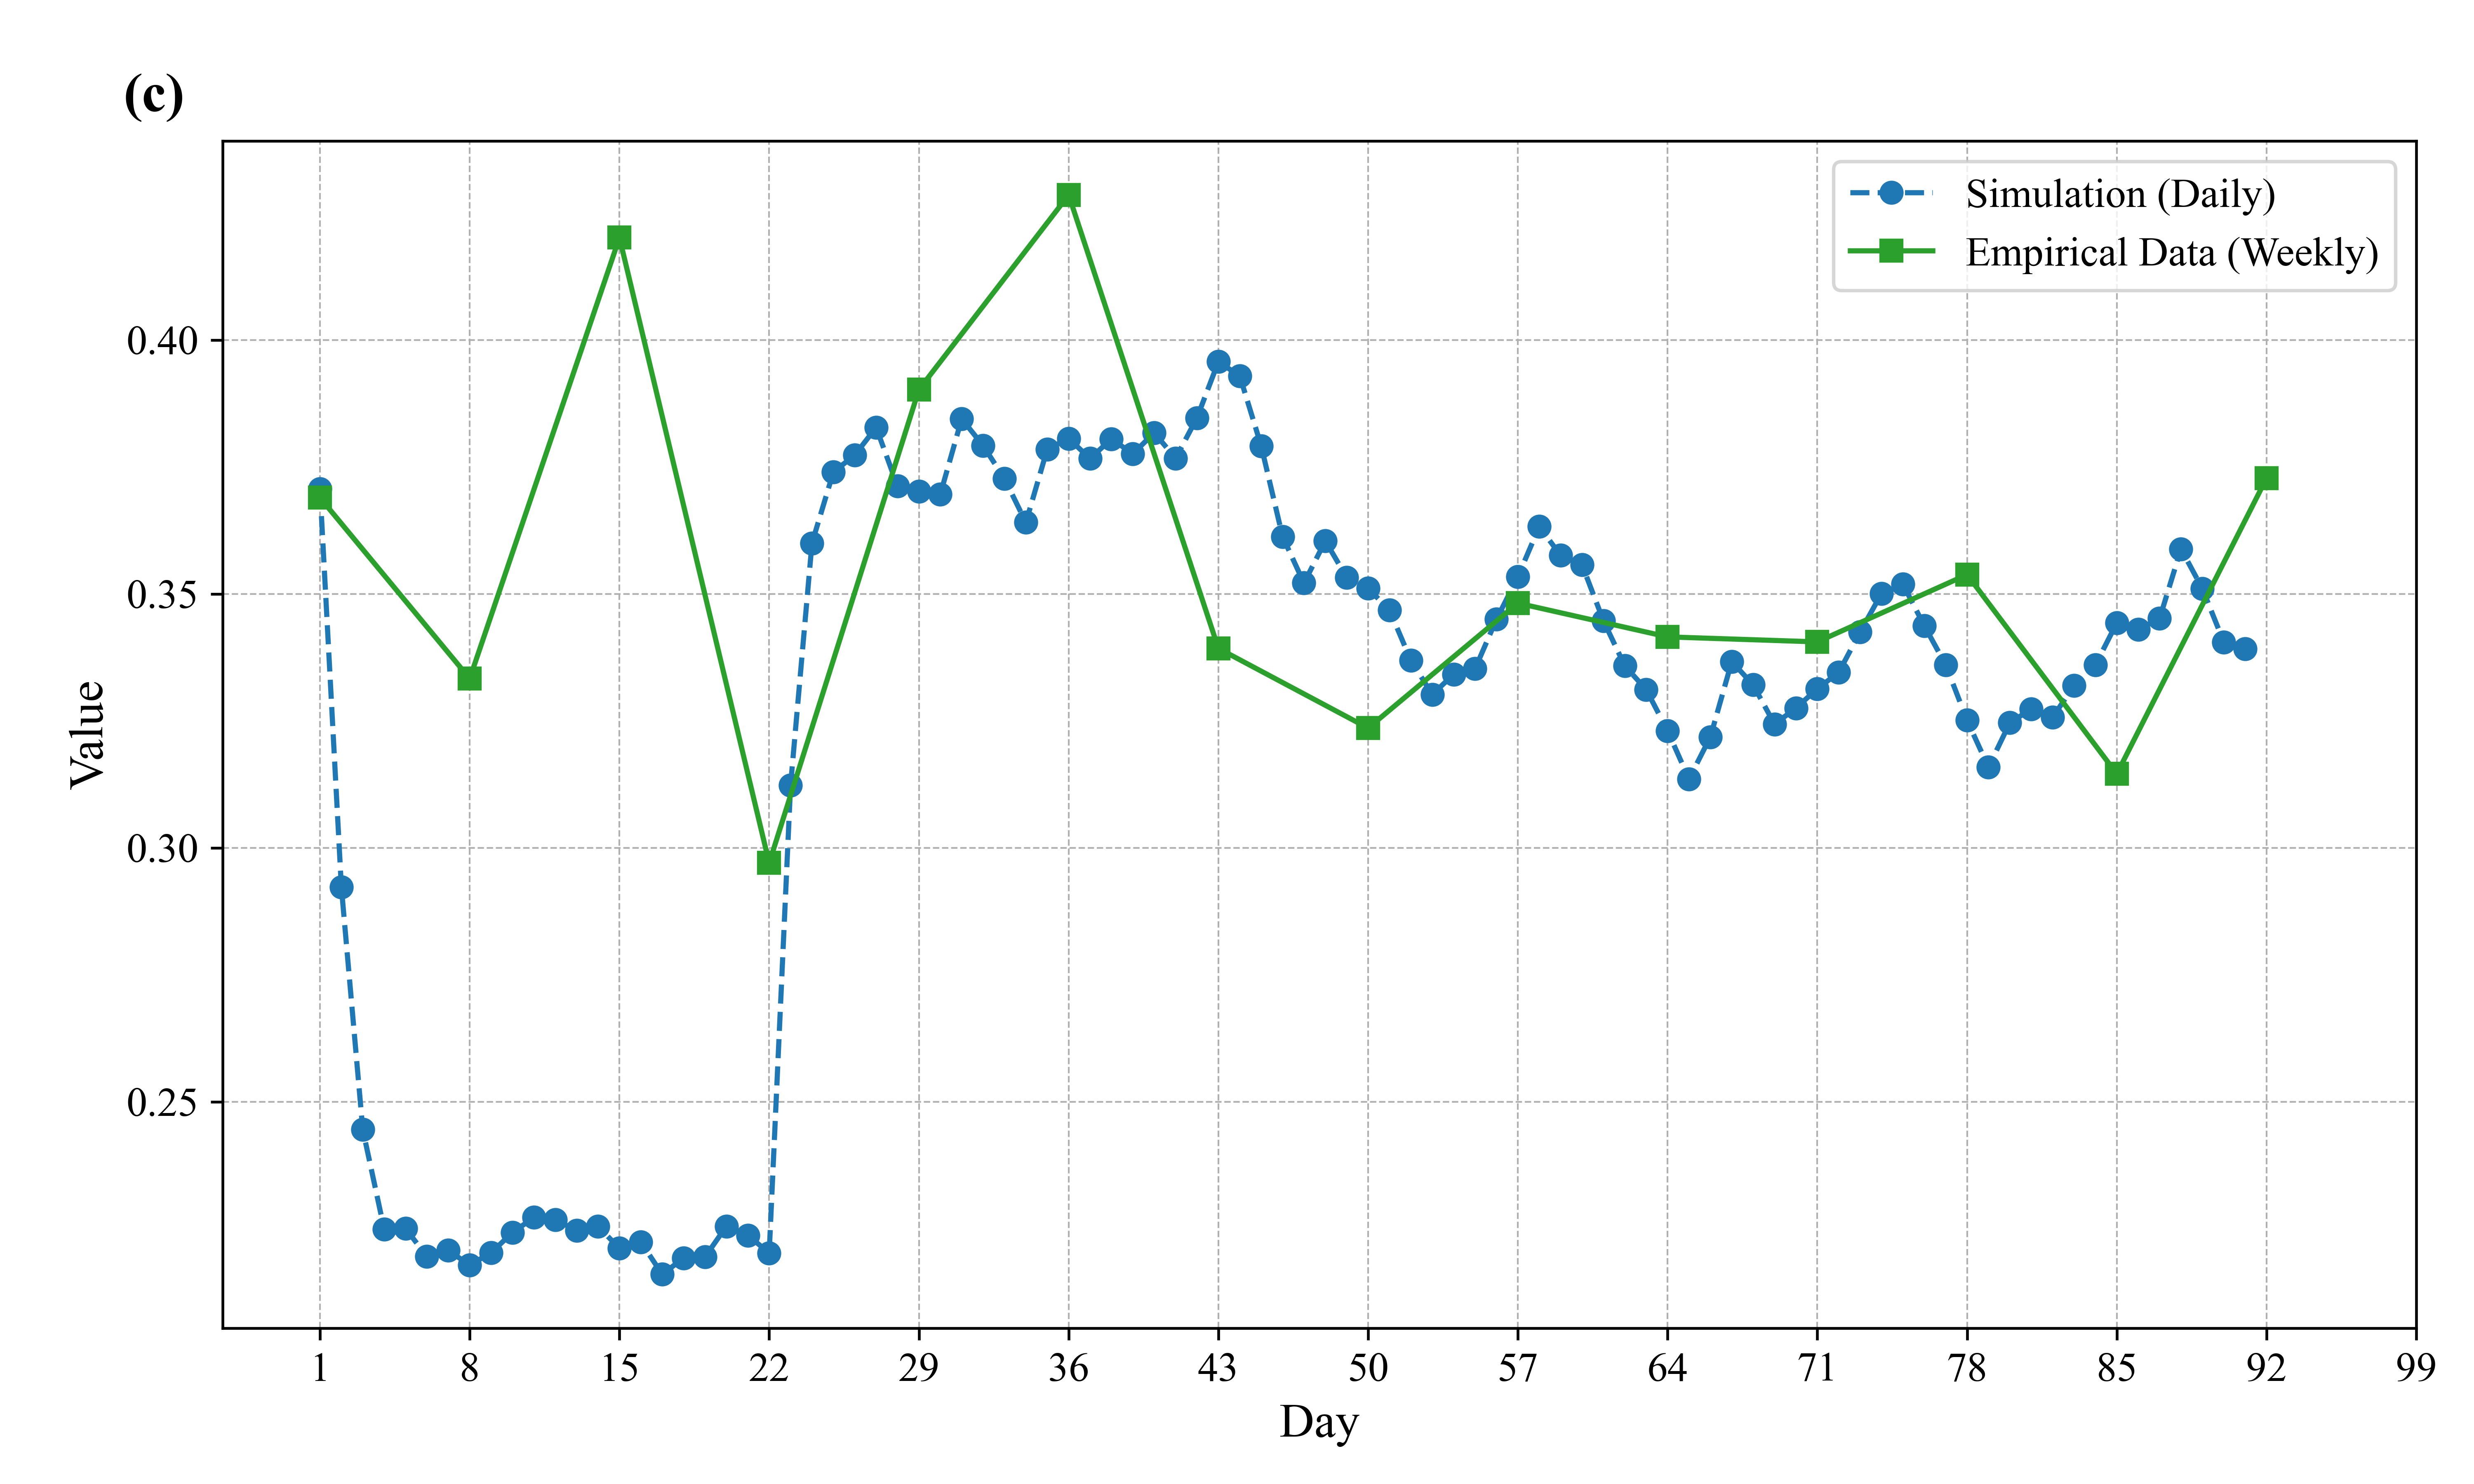 (c)
Simulation (Daily)
Empirical Data (Weekly)
0.40
0.35
0.30
0.25
Value
1 8 15 22 29 36 43 50 57 64 71 78 85 92 99
Day